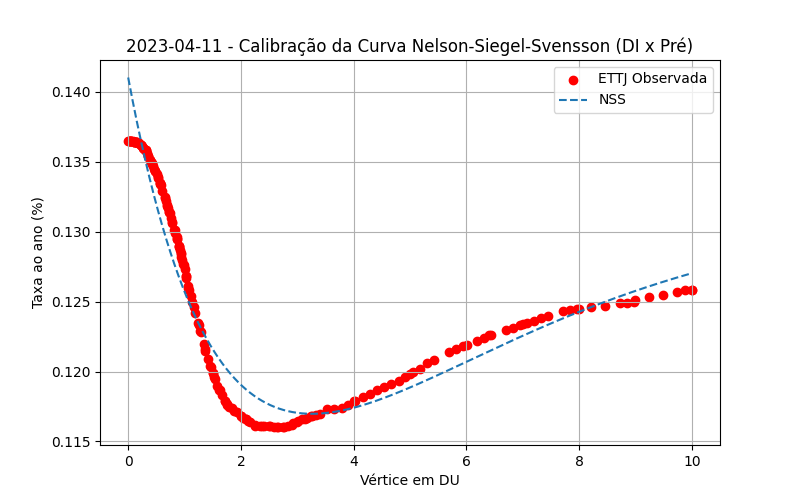 2023-04-11 - Calibração da Curva Nelson-Siegel-Svensson (DI x Pré)
ETTJ Observada
NSS
Taxa ao ano (%)
0.140
0.135
0.130
0.125
0.120
0.115
0 2 4 6 8 10
Vértice em DU